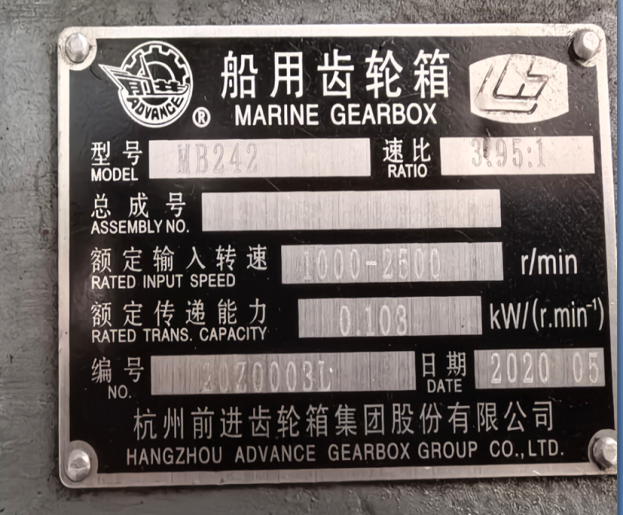 前进
ADVANCE
®
船用齿轮箱
MARINE GEARBOX
型号 MB242 速比 3.95:1
MODEL RATIO
总成号
ASSEMBLY NO.
额定输入转速 1000-2500 r/min
RATED INPUT SPEED
额定传递能力 0.103 kW/(r.min⁻¹)
RATED TRANS. CAPACITY
编号 20Z0003L 日期 2020 05
NO. DATE
杭州前进齿轮箱集团股份有限公司
HANGZHOU ADVANCE GEARBOX GROUP CO.,LTD.